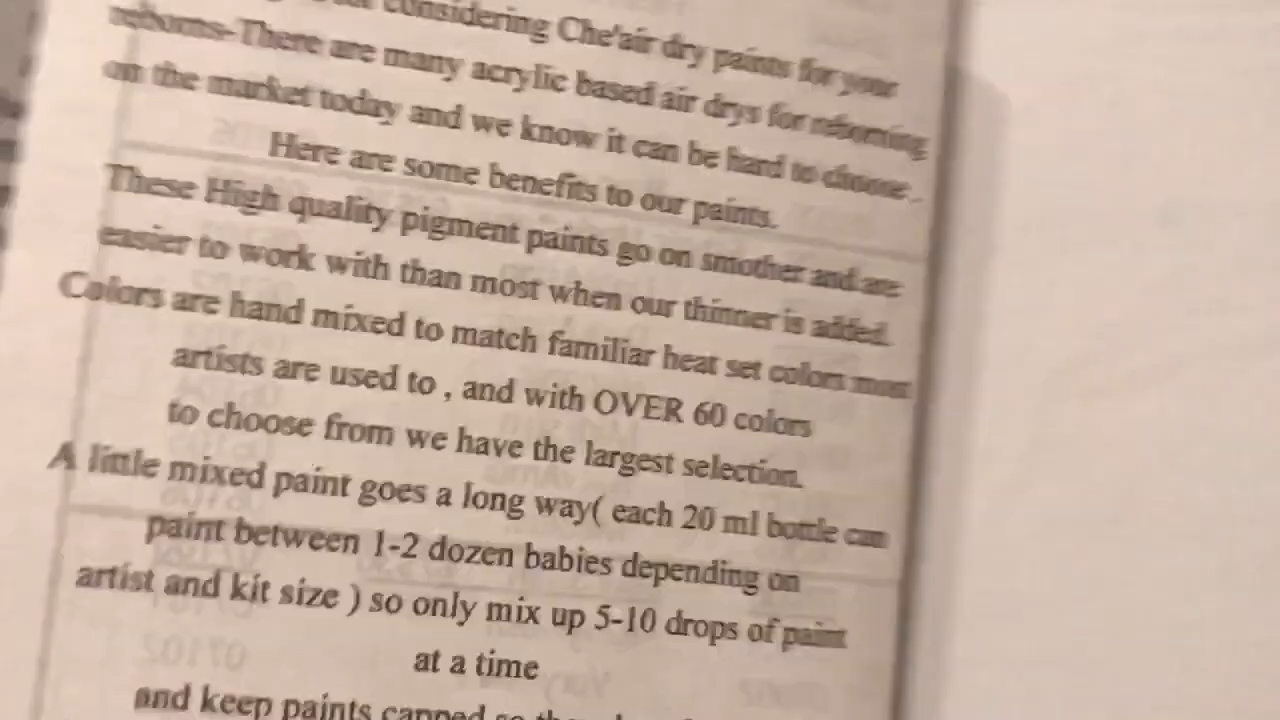 considering Che'air dry paints for your
reborns-There are many acrylic based air drys for reborning
on the market today and we know it can be hard to choose.
Here are some benefits to our paints.
These High quality pigment paints go on smother and are
easier to work with than most when our thinner is added.
Colors are hand mixed to match familiar heat set colors most
artists are used to , and with OVER 60 colors
to choose from we have the largest selection.
A little mixed paint goes a long way( each 20 ml bottle can
paint between 1-2 dozen babies depending on
artist and kit size ) so only mix up 5-10 drops of paint
at a time
and keep paints capped so